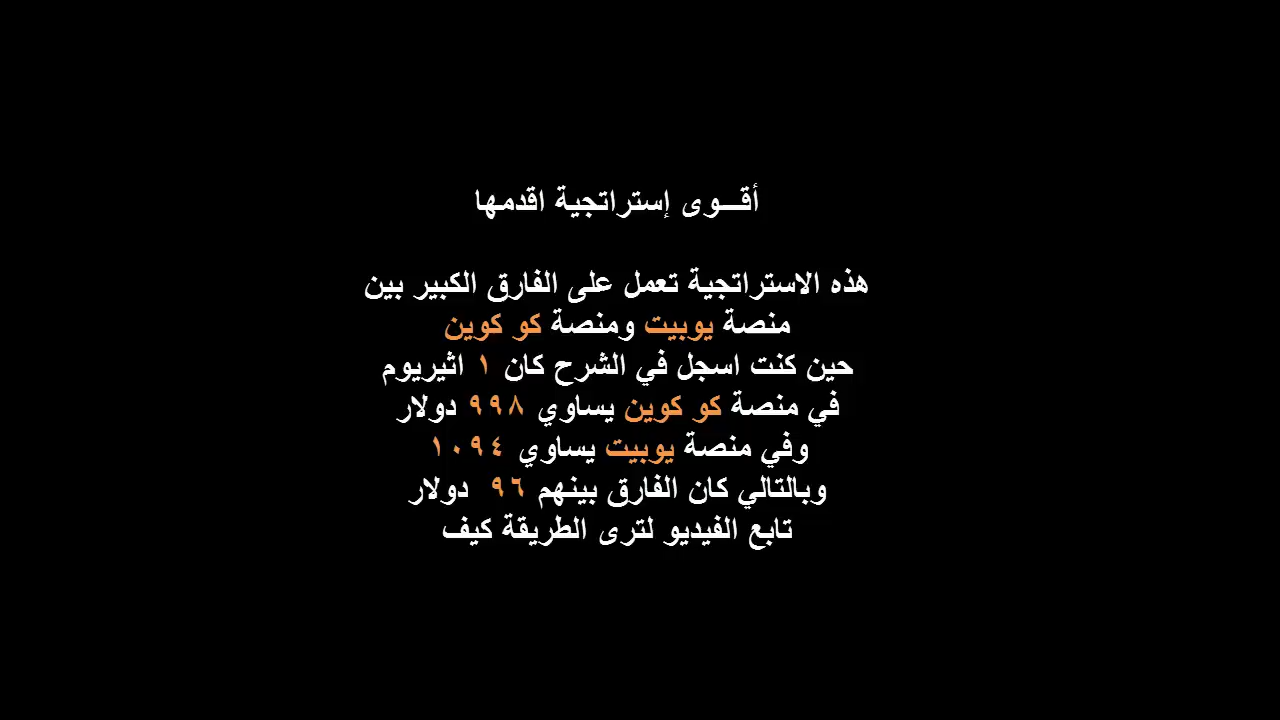 أقـــوى إستراتجية اقدمـها
هذه الاستراتجية تعمل على الفارق الكبير بين
منصة يوبيت ومنصة كو كوين
حين كنت اسجل في الشرح كان ١ اثيريوم
في منصة كو كوين يساوي ٩٩٨ دولار
وفي منصة يوبيت يساوي ١٠٩٤
وبالتالي كان الفارق بينهم ٩٦ دولار
تابع الفيديو لترى الطريقة كيف